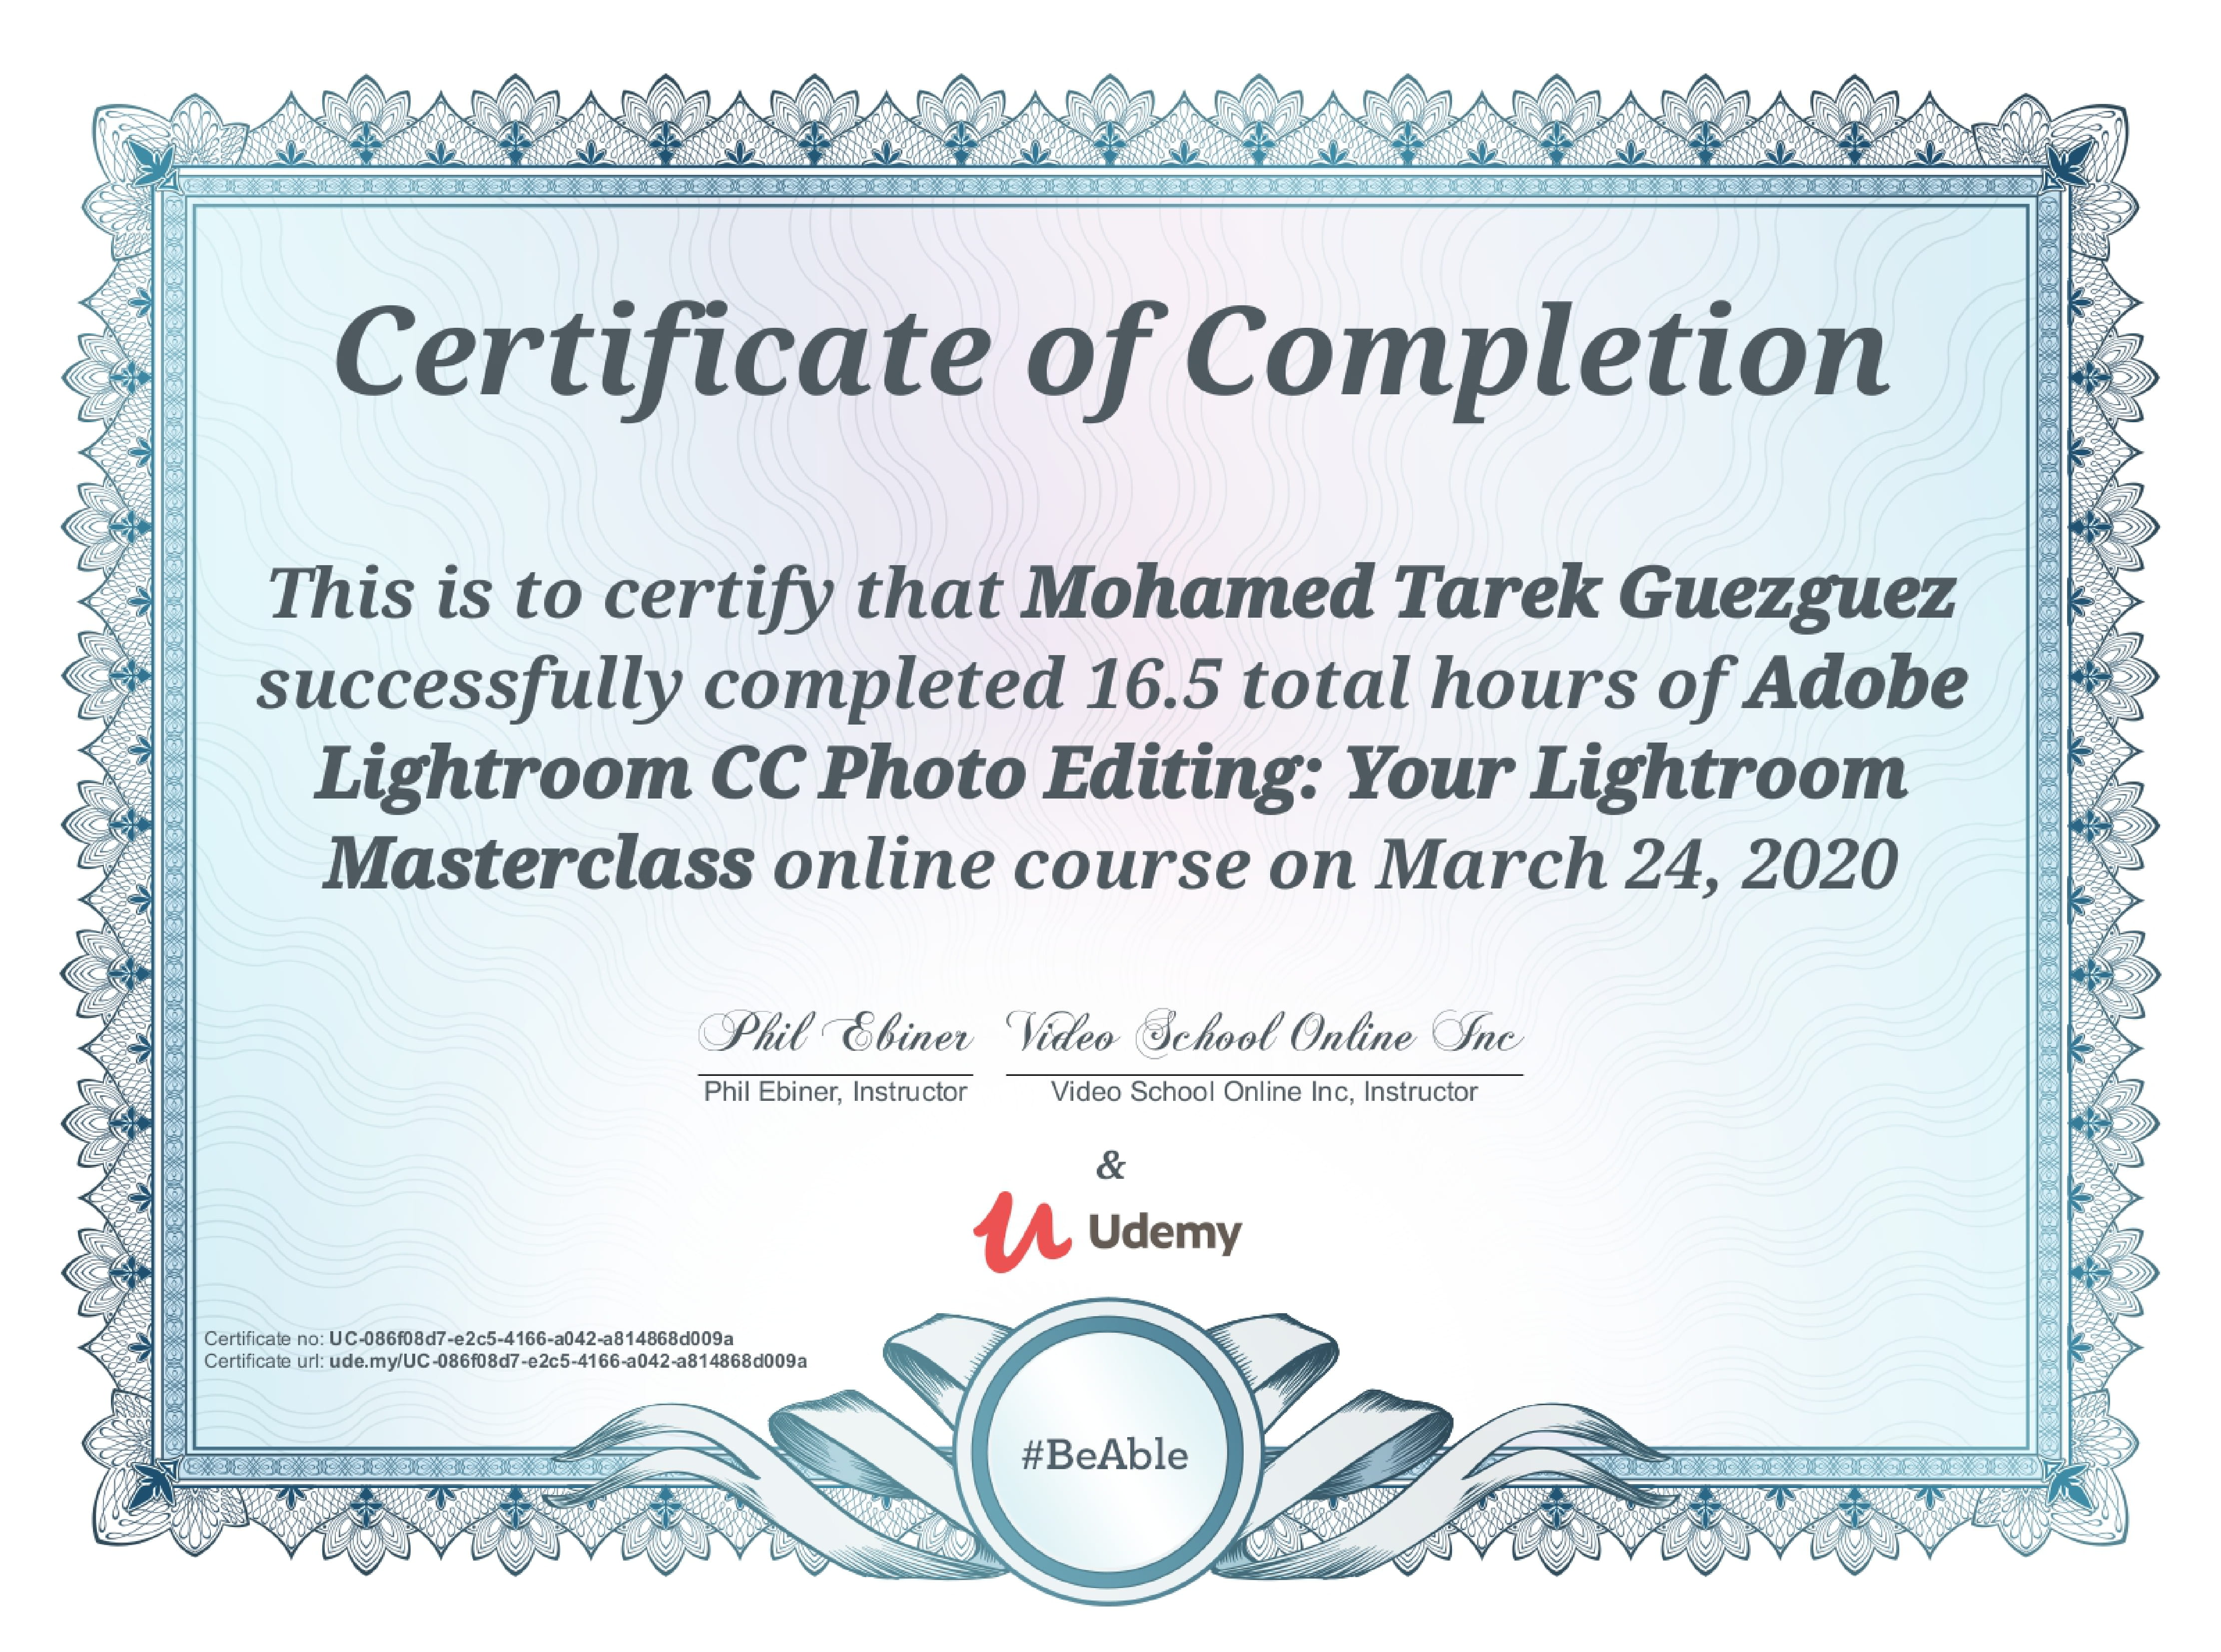 Certificate of Completion
This is to certify that Mohamed Tarek Guezguez
successfully completed 16.5 total hours of Adobe
Lightroom CC Photo Editing: Your Lightroom
Masterclass online course on March 24, 2020
Phil Ebiner Video School Online Inc
Phil Ebiner, Instructor Video School Online Inc, Instructor
&
Udemy
Certificate no: UC-086f08d7-e2c5-4166-a042-a814868d009a
Certificate url: ude.my/UC-086f08d7-e2c5-4166-a042-a814868d009a
#BeAble